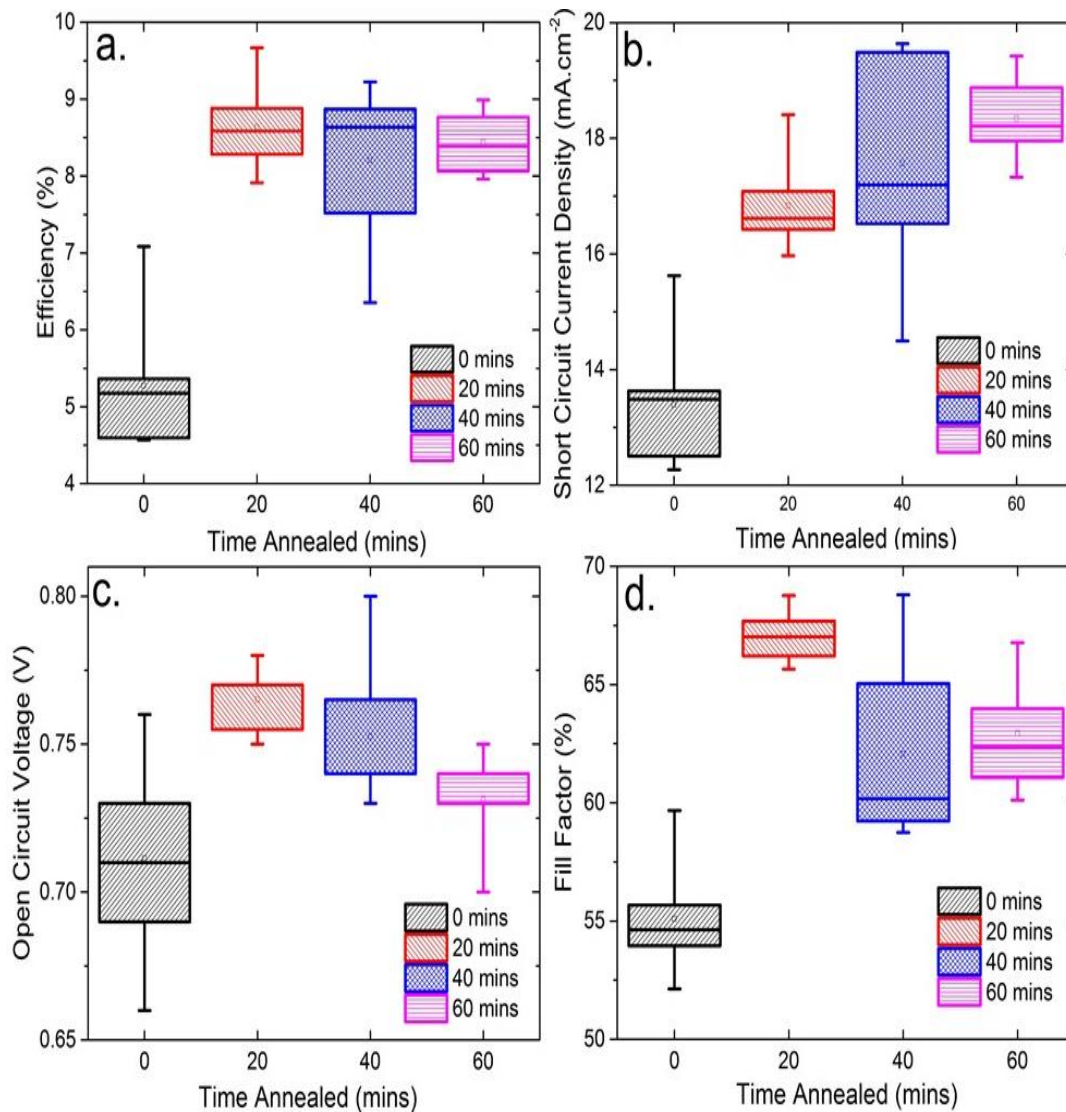 a.
Efficiency (%)
10
9
8
7
6
5
4
0 mins
20 mins
40 mins
60 mins
0 20 40 60
Time Annealed (mins)
b.
Short Circuit Current Density (mA.cm⁻²)
20
18
16
14
12
0 mins
20 mins
40 mins
60 mins
0 20 40 60
Time Annealed (mins)
c.
Open Circuit Voltage (V)
0.80
0.75
0.70
0.65
0 mins
20 mins
40 mins
60 mins
0 20 40 60
Time Annealed (mins)
d.
Fill Factor (%)
70
65
60
55
50
0 mins
20 mins
40 mins
60 mins
0 20 40 60
Time Annealed (mins)